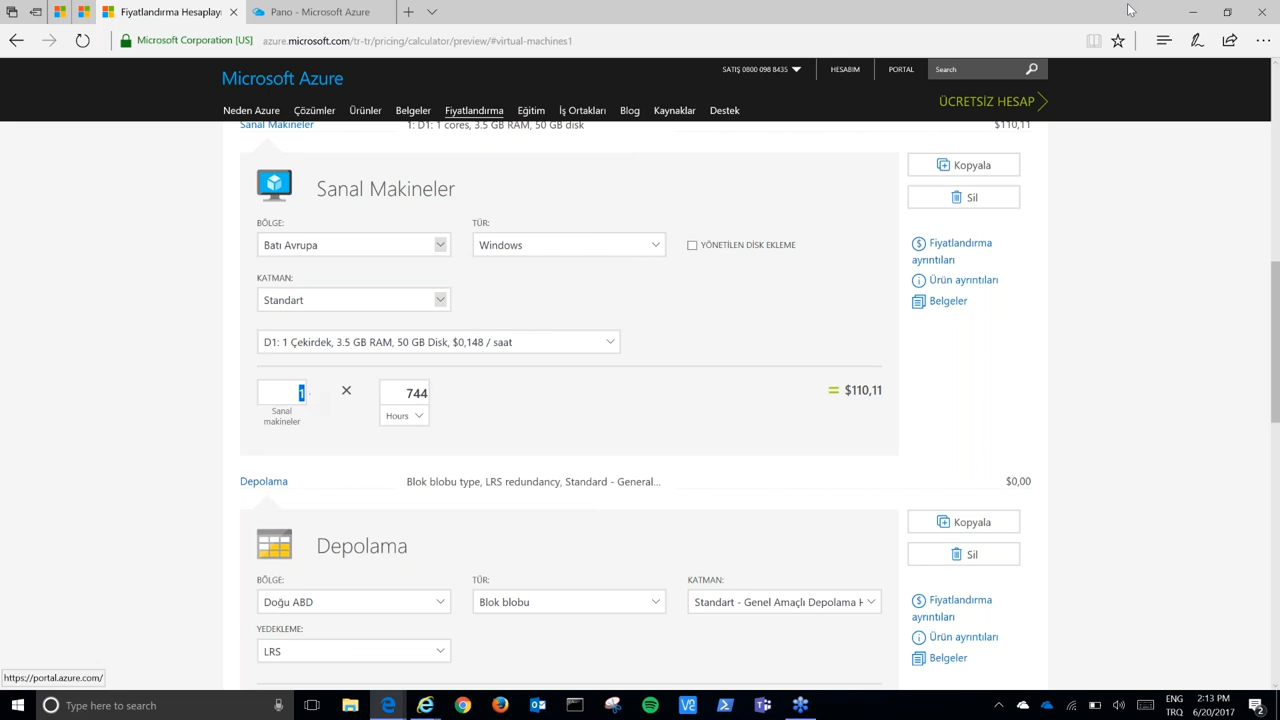 Fiyatlandırma Hesaplay
Pano - Microsoft Azure
Microsoft Corporation [US]
azure.microsoft.com/tr-tr/pricing/calculator/preview/#virtual-machines1
Microsoft Azure
SATIŞ 0800 098 8435
HESABIM
PORTAL
Search
Neden Azure
Çözümler
Ürünler
Belgeler
Fiyatlandırma
Eğitim
İş Ortakları
Blog
Kaynaklar
Destek
ÜCRETSİZ HESAP
Sanal Makineler
1: D1: 1 cores, 3.5 GB RAM, 50 GB disk
$110,11
Sanal Makineler
Kopyala
Sil
BÖLGE:
TÜR:
Batı Avrupa
Windows
YÖNETİLEN DİSK EKLEME
Fiyatlandırma
ayrıntıları
Ürün ayrıntıları
Belgeler
KATMAN:
Standart
D1: 1 Çekirdek, 3.5 GB RAM, 50 GB Disk, $0,148 / saat
1
×
744
= $110,11
Sanal
makineler
Hours
Depolama
Blok blobu type, LRS redundancy, Standard - General...
$0,00
Depolama
Kopyala
Sil
BÖLGE:
TÜR:
KATMAN:
Doğu ABD
Blok blobu
Standart - Genel Amaçlı Depolama H
Fiyatlandırma
ayrıntıları
Ürün ayrıntıları
Belgeler
YEDEKLEME:
LRS
https://portal.azure.com/
Type here to search
ENG
TRQ
2:13 PM
6/20/2017
2